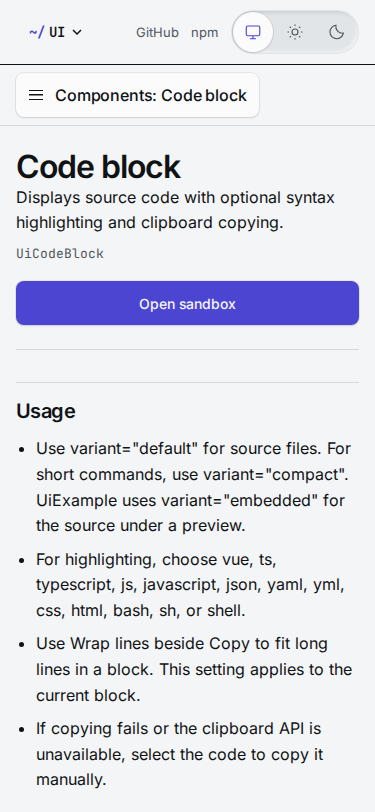 ~/ UI
GitHub npm
Components: Code block
Code block
Displays source code with optional syntax
highlighting and clipboard copying.
UiCodeBlock
Open sandbox
Usage
• Use variant="default" for source files. For
short commands, use variant="compact".
UiExample uses variant="embedded" for
the source under a preview.
• For highlighting, choose vue, ts,
typescript, js, javascript, json, yaml, yml,
css, html, bash, sh, or shell.
• Use Wrap lines beside Copy to fit long
lines in a block. This setting applies to the
current block.
• If copying fails or the clipboard API is
unavailable, select the code to copy it
manually.